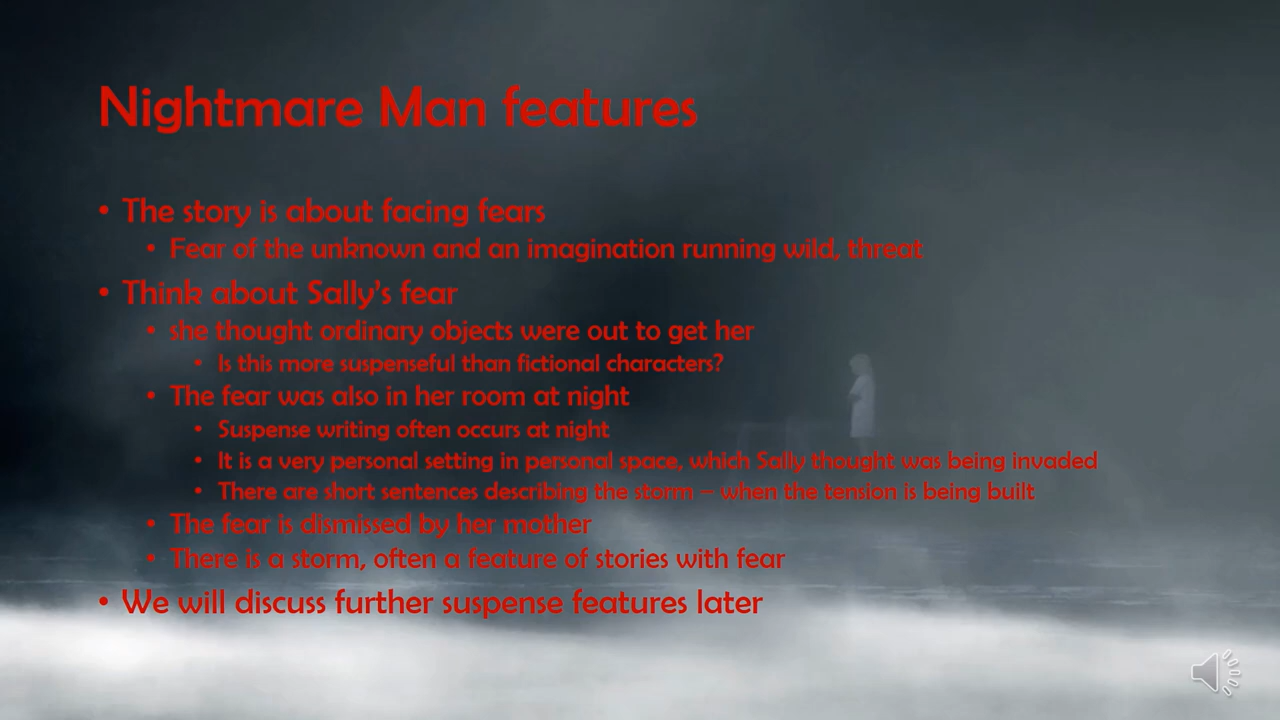 Nightmare Man features
• The story is about facing fears
• Fear of the unknown and an imagination running wild, threat
• Think about Sally's fear
• she thought ordinary objects were out to get her
• Is this more suspenseful than fictional characters?
• The fear was also in her room at night
• Suspense writing often occurs at night
• It is a very personal setting in personal space, which Sally thought was being invaded
• There are short sentences describing the storm – when the tension is being built
• The fear is dismissed by her mother
• There is a storm, often a feature of stories with fear
• We will discuss further suspense features later